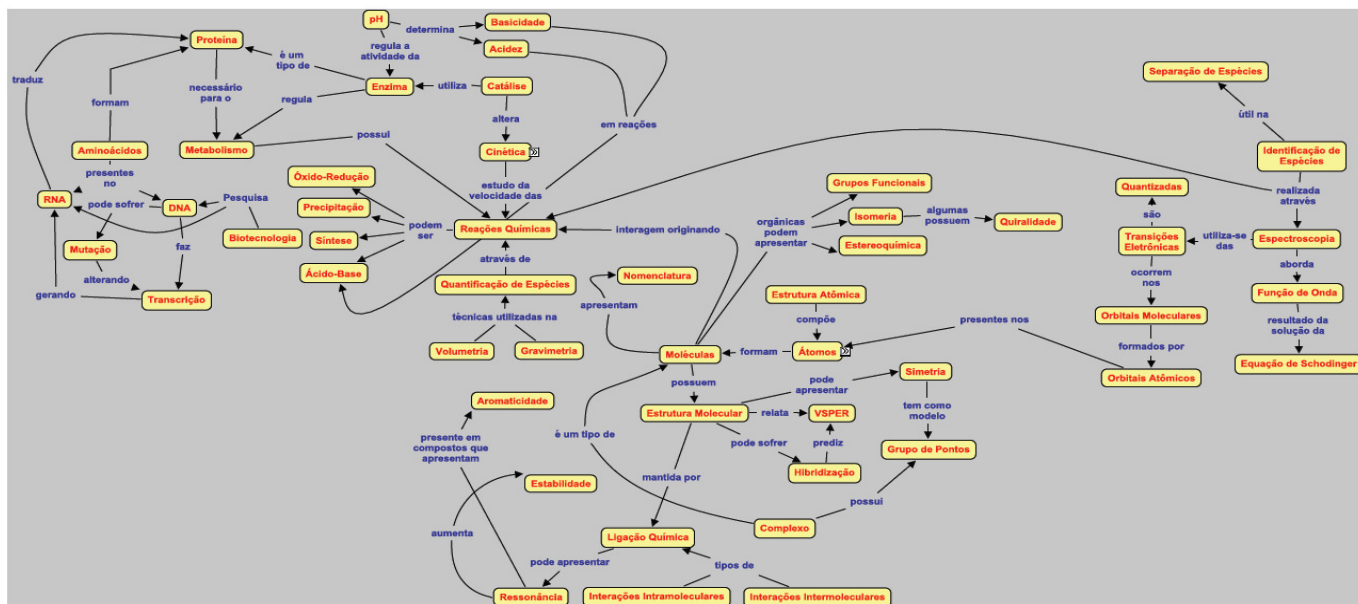 pH
determina
Basicidade
Acidez
regula a
atividade da
Proteína
é um
tipo de
Enzima
utiliza
Catálise
traduz
necessário
para o
regula
altera
em reações
formam
possui
Cinética
Aminoácidos
Metabolismo
presentes
no
estudo da
velocidade das
RNA
pode sofrer
DNA
Pesquisa
Biotecnologia
Mutação
faz
alterando
gerando
Transcrição
Óxido-Redução
Precipitação
Síntese
Ácido-Base
podem
ser
Reações Químicas
através de
Quantificação de Espécies
técnicas utilizadas na
Volumetria
Gravimetria
interagem originando
Nomenclatura
apresentam
Grupos Funcionais
orgânicas
podem
apresentar
Isomeria
algumas
possuem
Quiralidade
Estereoquímica
Estrutura Atômica
compõe
Átomos
formam
Moléculas
presentes nos
Separação de Espècies
útil na
Identificação de
Espècies
realizada
através
Quantizadas
são
Transições
Eletrônicas
utiliza-se
das
Espectroscopia
ocorrem
nos
aborda
Função de Onda
Orbitais Moleculares
resultado da
solução da
formados por
Equação de Schodinger
Orbitais Atômicos
possuem
pode
apresentar
Simetria
Estrutura Molecular
relata
VSPER
tem como
modelo
pode sofrer
prediz
Grupo de Pontos
Hibridização
mantida por
possui
Complexo
é um tipo de
Aromaticidade
presente em
compostos que
apresentam
Estabilidade
aumenta
Ligação Química
pode apresentar
tipos de
Ressonância
Interações Intramoleculares
Interações Intermoleculares